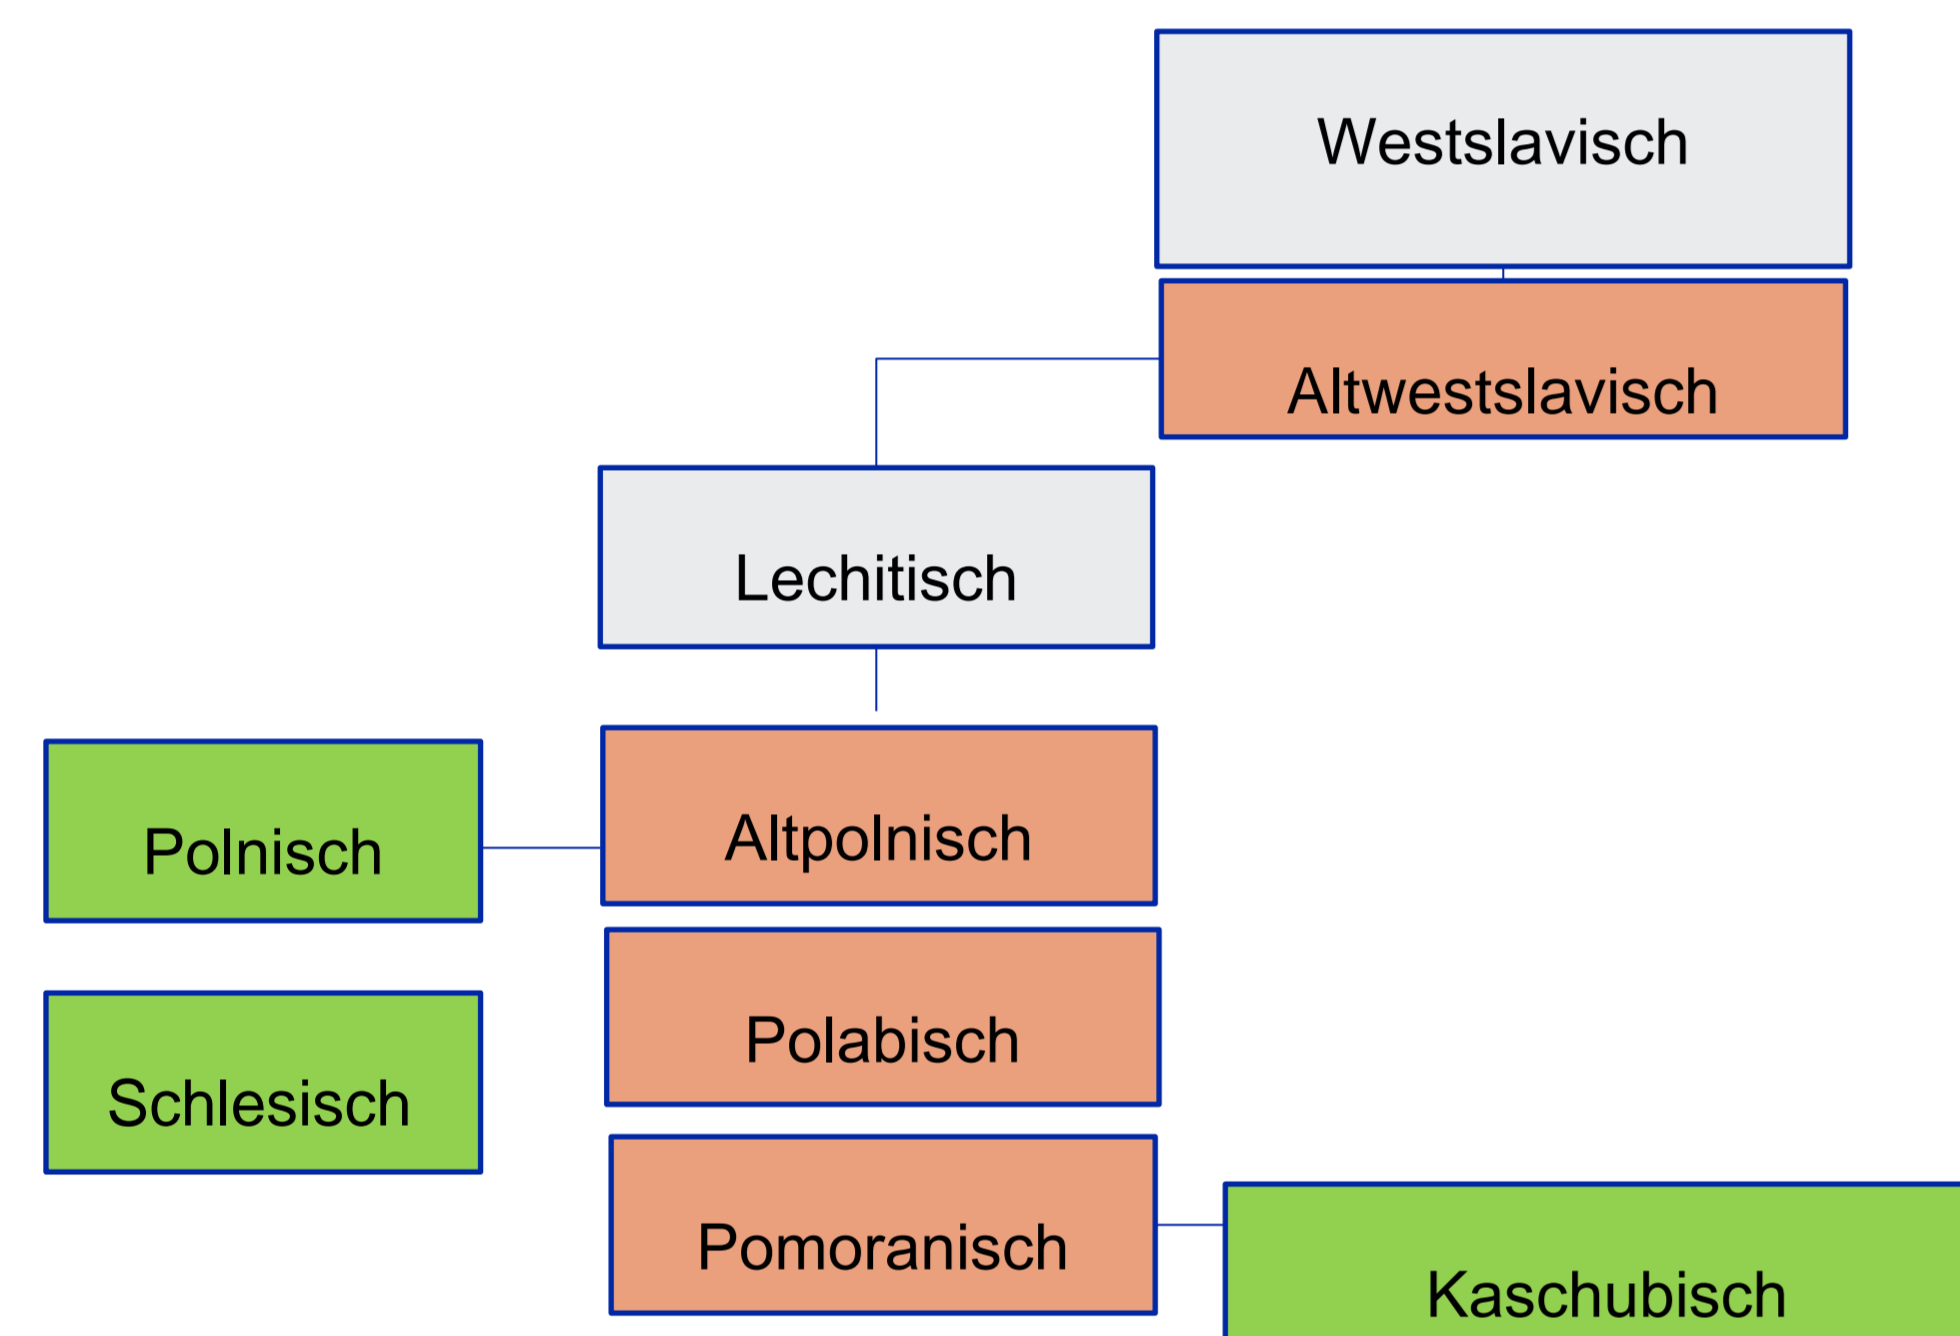 Westslavisch
Altwestslavisch
Lechitisch
Polnisch
Altpolnisch
Polabisch
Schlesisch
Pomoranisch
Kaschubisch